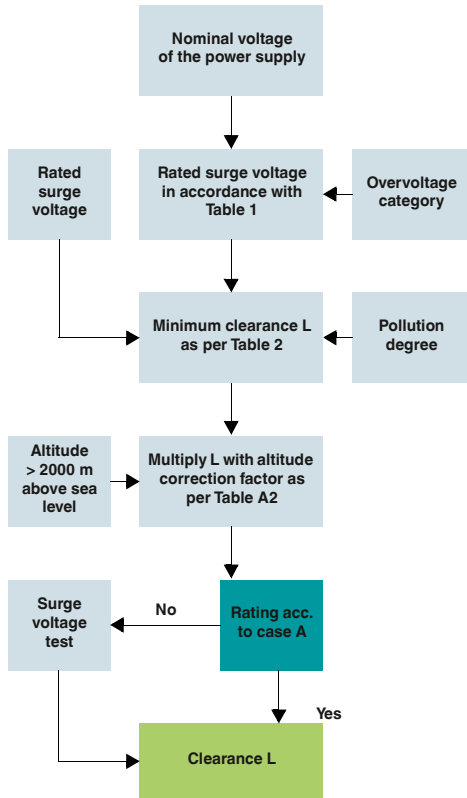 Nominal voltage
of the power supply
Rated
surge
voltage
Rated surge voltage
in accordance with
Table 1
Overvoltage
category
Minimum clearance L
as per Table 2
Pollution
degree
Altitude
> 2000 m
above sea
level
Multiply L with altitude
correction factor as
per Table A2
Surge
voltage
test
No
Rating acc.
to case A
Yes
Clearance L